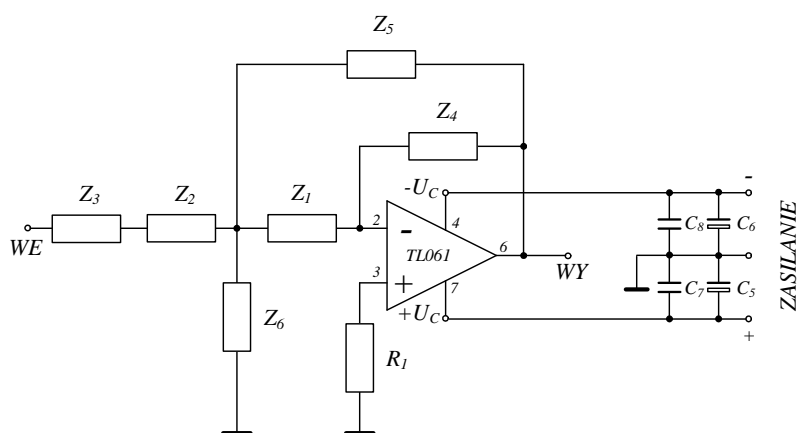 Z5
Z4
Z3
Z2
Z1
-UC
-
WE
2
-
4
C8
C6
TL061
6
WY
3
+
7
C7
C5
Z6
+UC
+
R1
ZASILANIE